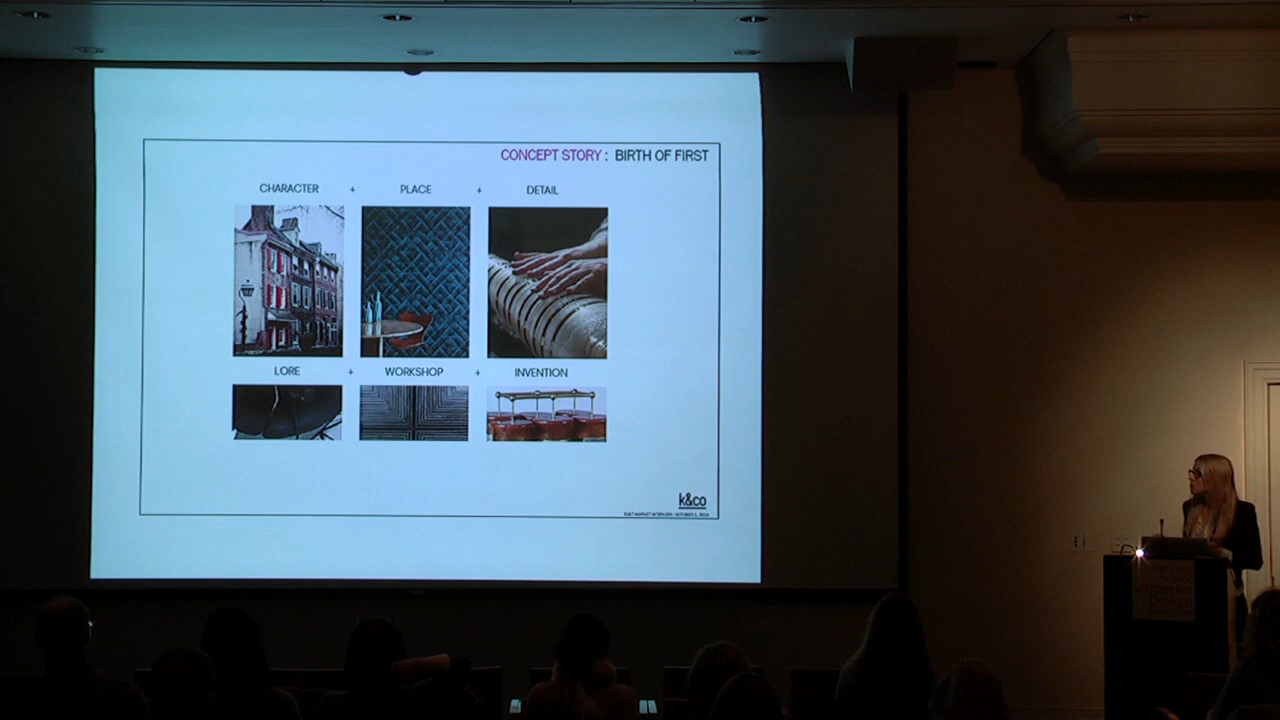 CONCEPT STORY : BIRTH OF FIRST
CHARACTER + PLACE + DETAIL
LORE + WORKSHOP + INVENTION
k&co